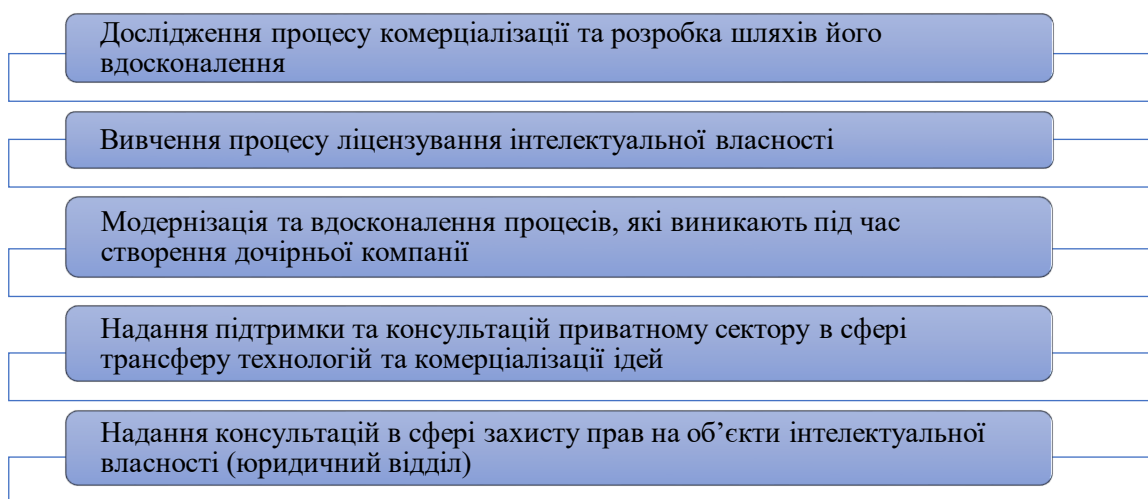 Дослідження процесу комерціалізації та розробка шляхів його
вдосконалення
Вивчення процесу ліцензування інтелектуальної власності
Модернізація та вдосконалення процесів, які виникають під час
створення дочірньої компанії
Надання підтримки та консультацій приватному сектору в сфері
трансферу технологій та комерціалізації ідей
Надання консультацій в сфері захисту прав на об’єкти інтелектуальної
власності (юридичний відділ)